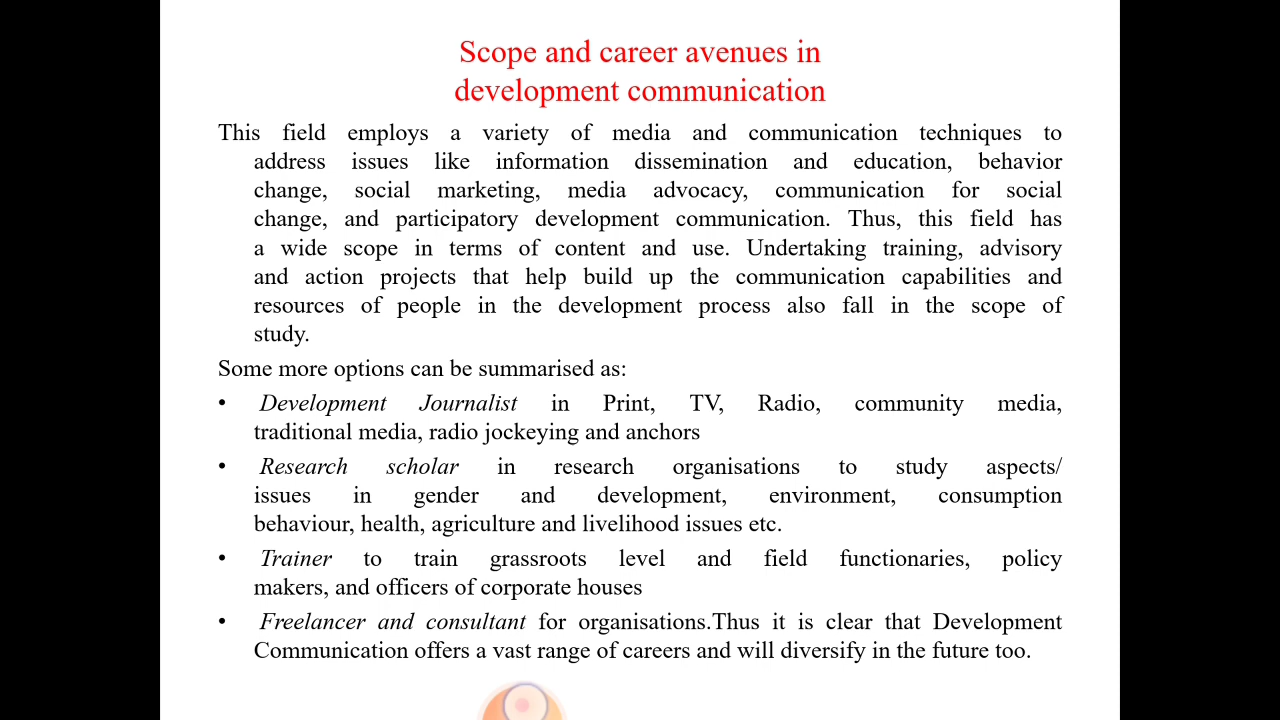 Scope and career avenues in
development communication
This field employs a variety of media and communication techniques to
address issues like information dissemination and education, behavior
change, social marketing, media advocacy, communication for social
change, and participatory development communication. Thus, this field has
a wide scope in terms of content and use. Undertaking training, advisory
and action projects that help build up the communication capabilities and
resources of people in the development process also fall in the scope of
study.
Some more options can be summarised as:
• Development Journalist in Print, TV, Radio, community media,
traditional media, radio jockeying and anchors
• Research scholar in research organisations to study aspects/
issues in gender and development, environment, consumption
behaviour, health, agriculture and livelihood issues etc.
• Trainer to train grassroots level and field functionaries, policy
makers, and officers of corporate houses
• Freelancer and consultant for organisations.Thus it is clear that Development
Communication offers a vast range of careers and will diversify in the future too.